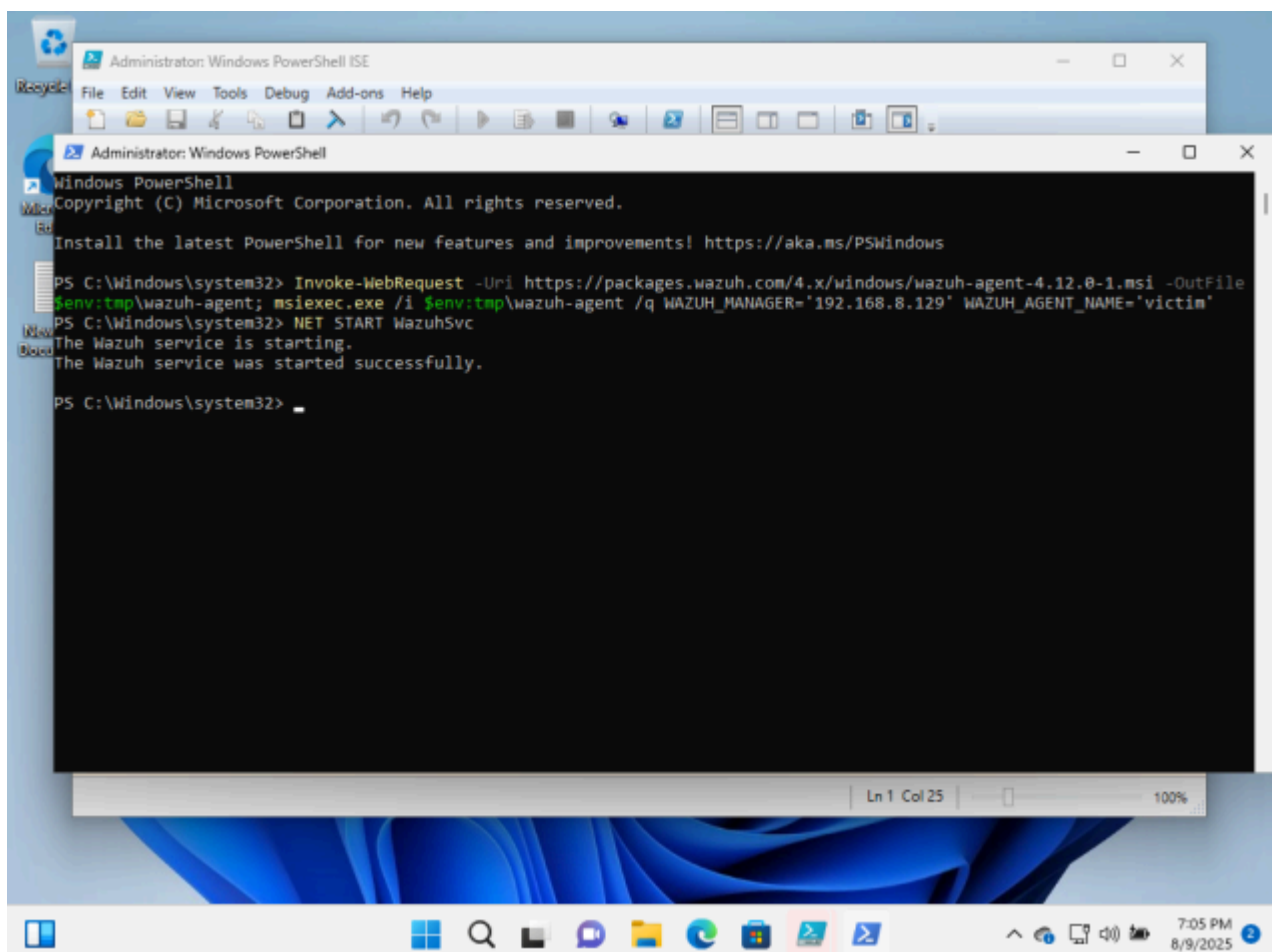 Administrator: Windows PowerShell ISE
File Edit View Tools Debug Add-ons Help
Administrator: Windows PowerShell
Windows PowerShell
Copyright (C) Microsoft Corporation. All rights reserved.
Install the latest PowerShell for new features and improvements! https://aka.ms/PSWindows
PS C:\Windows\system32> Invoke-WebRequest -Uri https://packages.wazuh.com/4.x/windows/wazuh-agent-4.12.0-1.msi -OutFile
$env:tmp\wazuh-agent; msiexec.exe /i $env:tmp\wazuh-agent /q WAZUH_MANAGER='192.168.8.129' WAZUH_AGENT_NAME='victim'
PS C:\Windows\system32> NET START WazuhSvc
The Wazuh service is starting.
The Wazuh service was started successfully.
PS C:\Windows\system32>
Ln 1 Col 25
100%
7:05 PM
8/9/2025
2